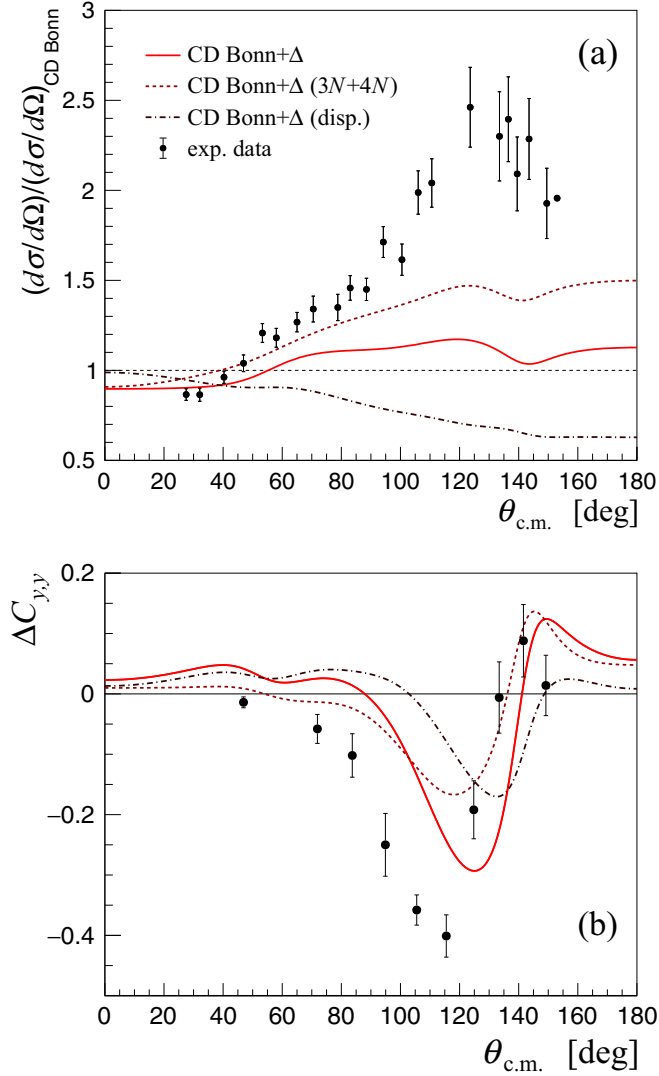 (dσ/dΩ)/(dσ/dΩ)CD Bonn
3
2.5
2
1.5
1
0.5
(a)
CD Bonn+Δ
CD Bonn+Δ (3N+4N)
CD Bonn+Δ (disp.)
exp. data
0 20 40 60 80 100 120 140 160 180
θc.m. [deg]
ΔCy,y
0.2
0
−0.2
−0.4
(b)
0 20 40 60 80 100 120 140 160 180
θc.m. [deg]